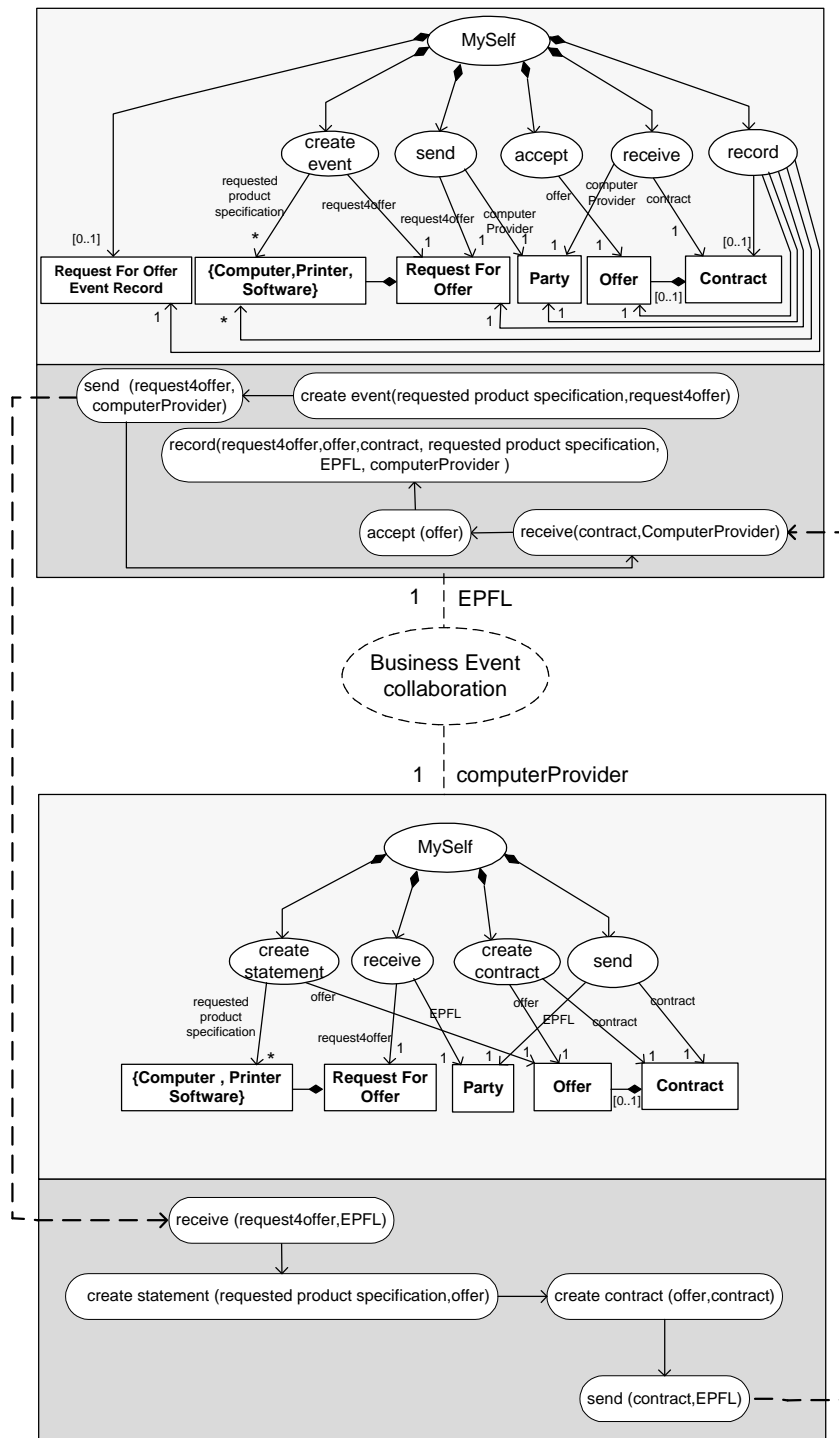 MySelf
create
event
send
accept
receive
record
requested
product
specification
request4offer
request4offer
computer
Provider
offer
computer
Provider
contract
[0..1]
*
1
1
1
1
1
1
[0..1]
Request For Offer
Event Record
{Computer,Printer,
Software}
Request For
Offer
Party
Offer
Contract
[0..1]
1
*
1
1
1
send (request4offer,
computerProvider)
create event(requested product specification,request4offer)
record(request4offer,offer,contract, requested product specification,
EPFL, computerProvider )
accept (offer)
receive(contract,ComputerProvider)
1 EPFL
Business Event
collaboration
1 computerProvider
MySelf
create
statement
receive
create
contract
send
requested
product
specification
offer
request4offer
EPFL
offer
EPFL
contract
contract
*
1
1
1
1
1
1
1
{Computer , Printer
Software}
Request For
Offer
Party
Offer
Contract
[0..1]
receive (request4offer,EPFL)
create statement (requested product specification,offer)
create contract (offer,contract)
send (contract,EPFL)